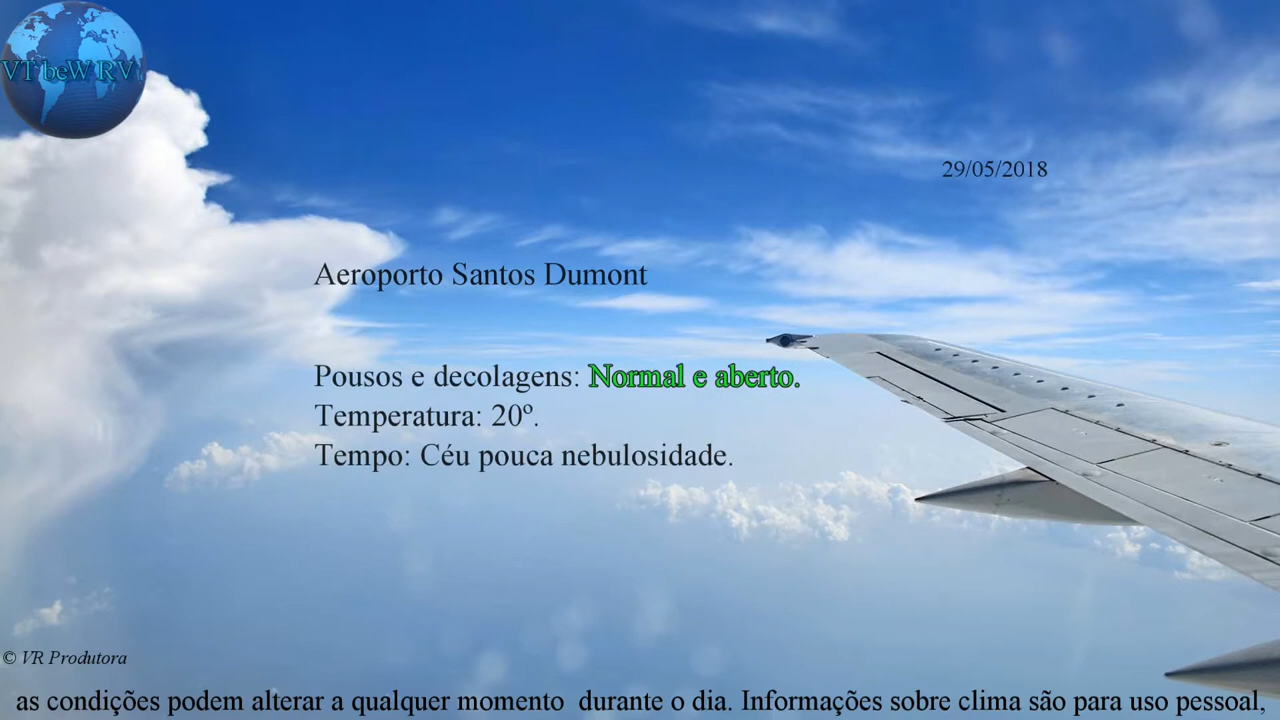 VT beW RV
29/05/2018
Aeroporto Santos Dumont
Pousos e decolagens: Normal e aberto.
Temperatura: 20º.
Tempo: Céu pouca nebulosidade.
© VR Produtora
as condições podem alterar a qualquer momento durante o dia. Informações sobre clima são para uso pessoal,